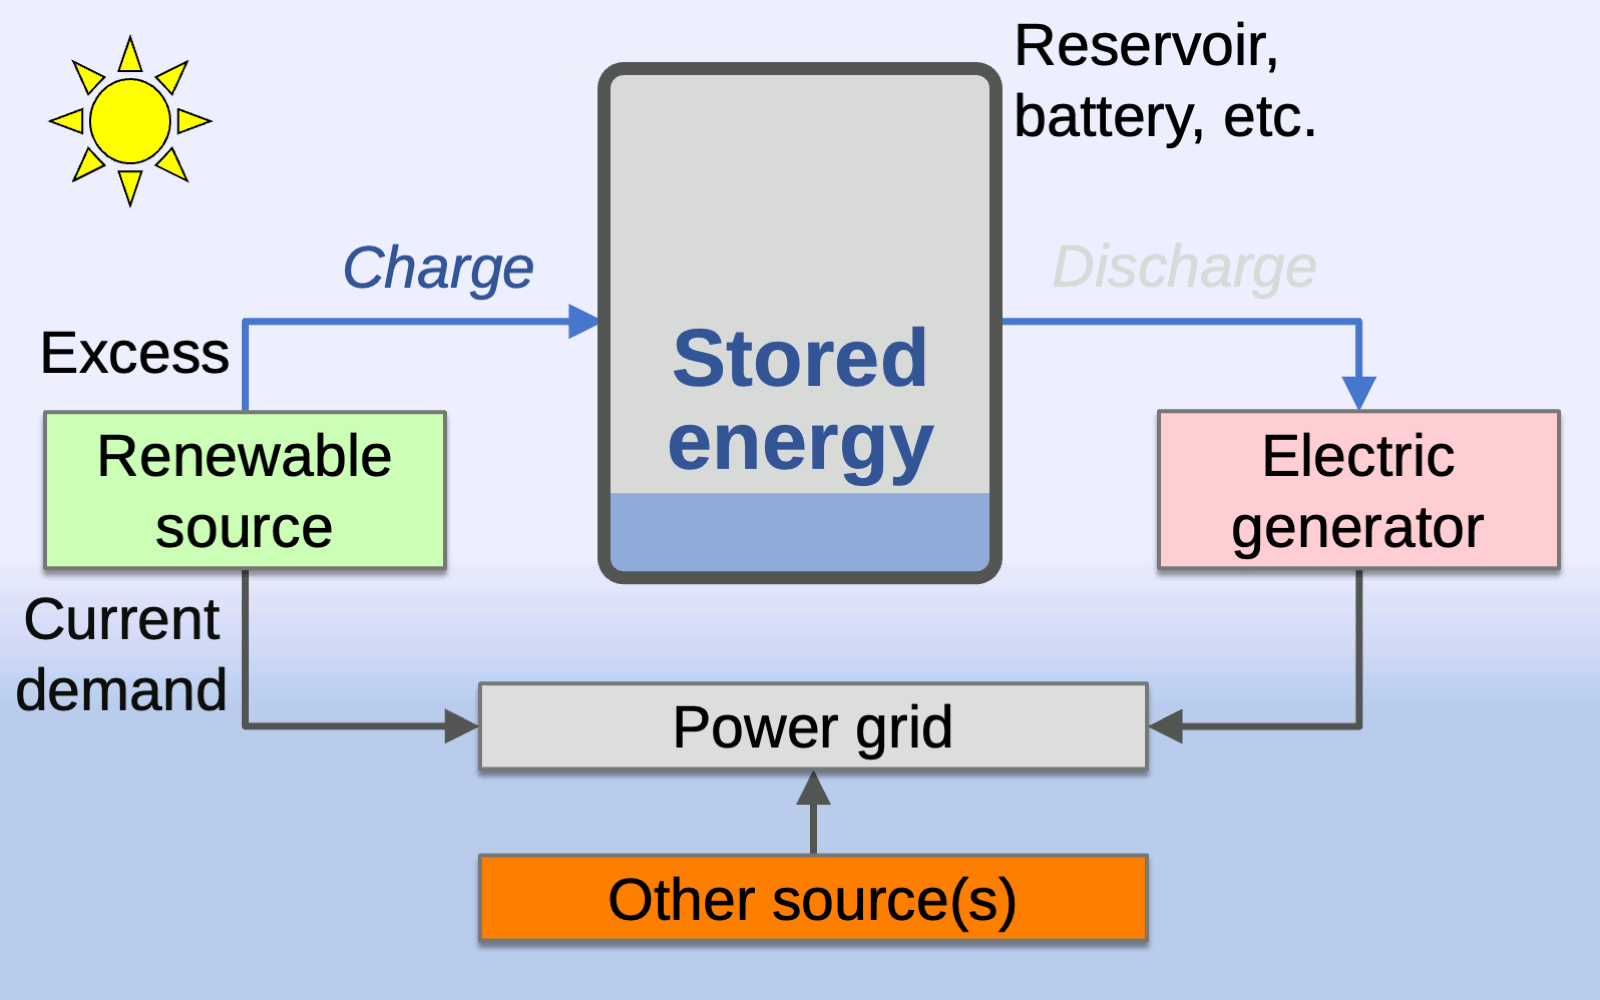 Reservoir,
battery, etc.
Charge
Discharge
Excess
Stored
energy
Renewable
source
Electric
generator
Current
demand
Power grid
Other source(s)